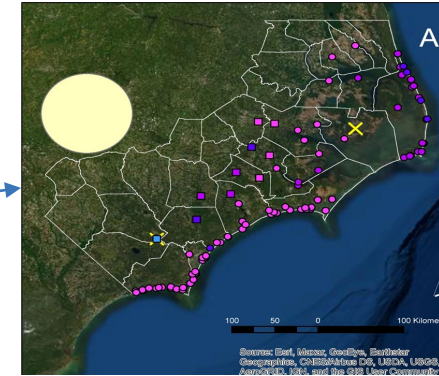 A
100 50 0 100 Kilome
Source: Esri, Maxar, GeoEye, Earthstar
Geographics, CNES/Airbus DS, USDA, USGS,
AeroGRID, IGN, and the GIS User Community